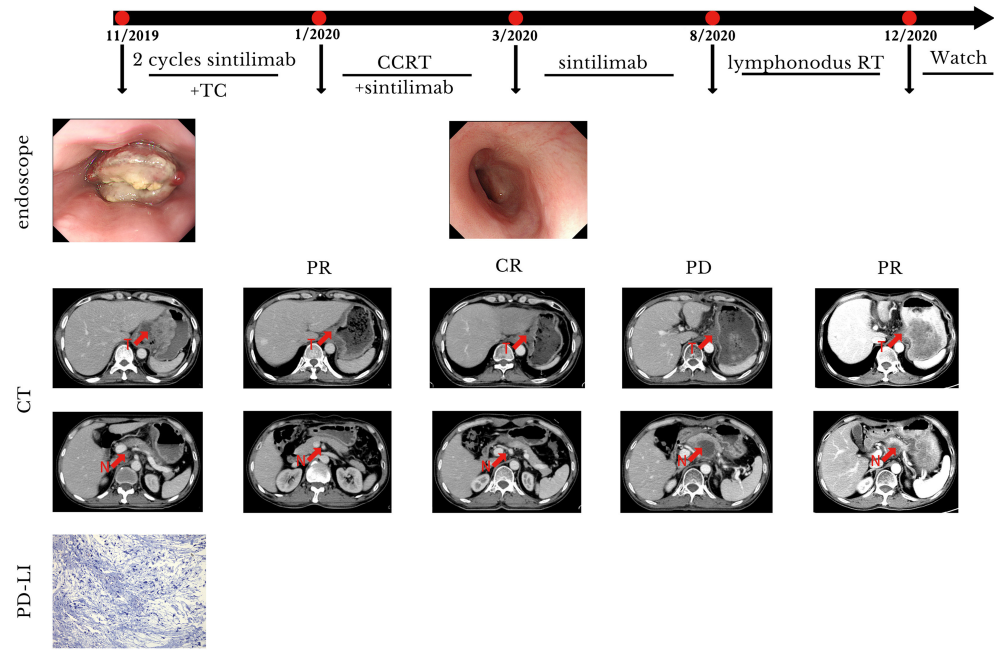 11/2019 1/2020 3/2020 8/2020 12/2020
2 cycles sintilimab
+TC
CCRT
+sintilimab
sintilimab
lymphonodus RT
Watch
endoscope
PR CR PD PR
CT
T T T T T
N N N N N
PD-LI